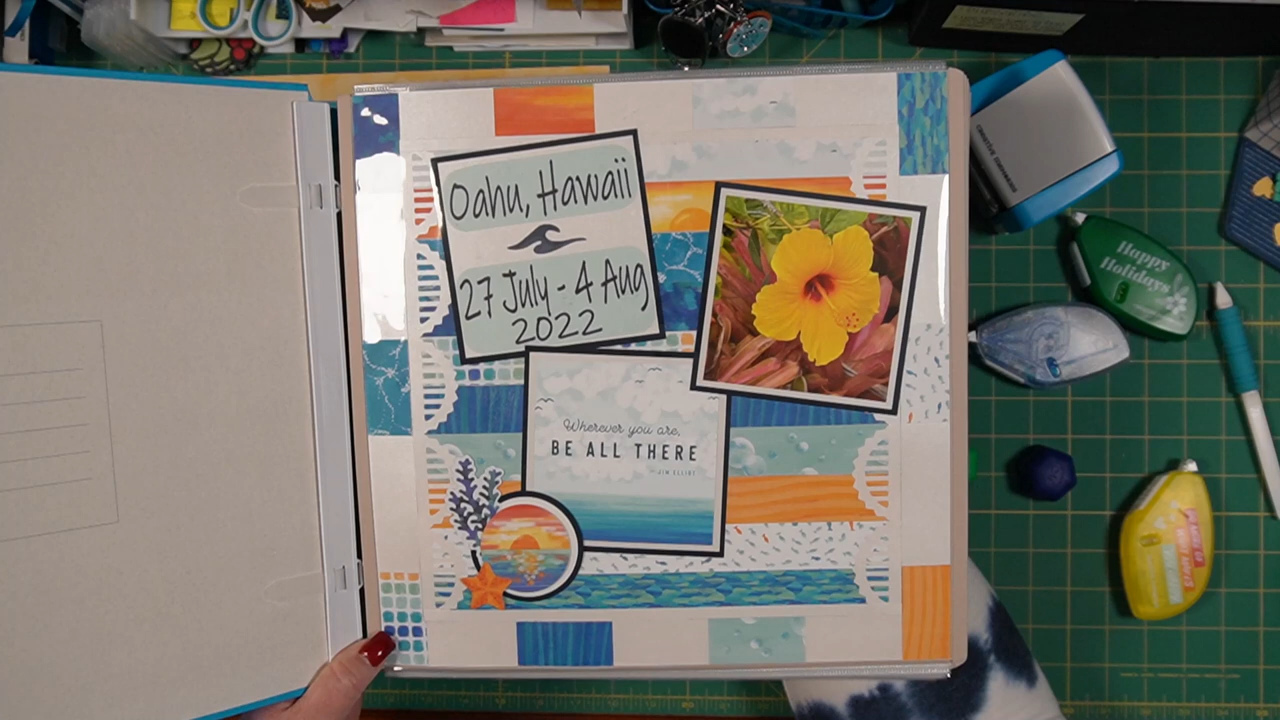 Oahu, Hawaii
27 July - 4 Aug
2022
Wherever you are,
BE ALL THERE
—JIM ELLIOT
Happy
Holidays